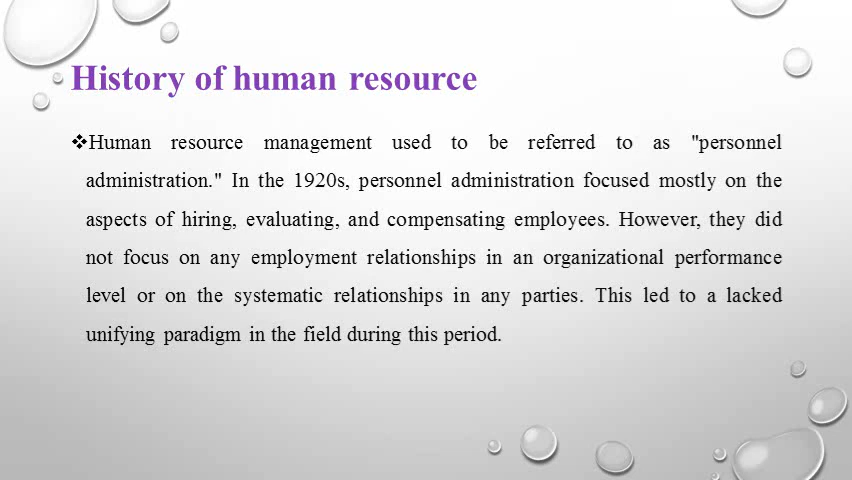 History of human resource
❖Human resource management used to be referred to as "personnel
administration." In the 1920s, personnel administration focused mostly on the
aspects of hiring, evaluating, and compensating employees. However, they did
not focus on any employment relationships in an organizational performance
level or on the systematic relationships in any parties. This led to a lacked
unifying paradigm in the field during this period.